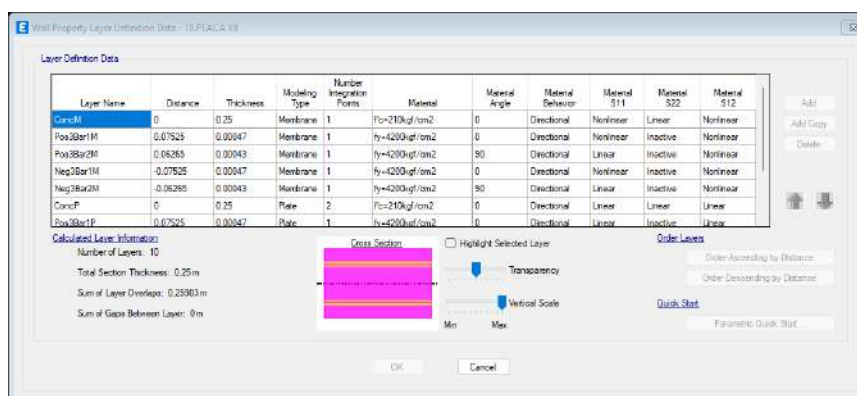 Wall Property Layer Definition Data - 10.PLACA
Layer Definition Data
Layer Name Distance Thickness Modeling Type Number Integration Points Material Material Angle Material Behavior Material S11 Material S22 Material S12
ConcM 0 0.25 Membrane 1 f'c=210kgf/cm2 0 Directional Nonlinear Linear Nonlinear
Pos3Bar1M 0.07525 0.00047 Membrane 1 fy=4200kgf/cm2 0 Directional Nonlinear Inactive Nonlinear
Pos3Bar2M 0.06265 0.00043 Membrane 1 fy=4200kgf/cm2 90 Directional Linear Inactive Nonlinear
Neg3Bar1M -0.07525 0.00047 Membrane 1 fy=4200kgf/cm2 0 Directional Nonlinear Inactive Nonlinear
Neg3Bar2M -0.06265 0.00043 Membrane 1 fy=4200kgf/cm2 90 Directional Linear Inactive Nonlinear
ConcP 0 0.25 Plate 2 f'c=210kgf/cm2 0 Directional Linear Linear Linear
Pos3Bar1P 0.07525 0.00047 Plate 1 fy=4200kgf/cm2 0 Directional Linear Inactive Linear
Add
Add Copy
Delete
Calculated Layer Information
Number of Layers: 10
Total Section Thickness: 0.25 m
Sum of Layer Overlaps: 0.25903 m
Sum of Gaps Between Layer: 0 m
Cross Section
Highlight Selected Layer
Transparency
Vertical Scale
Min Max
Order Layers
Order Ascending by Distance
Order Descending by Distance
Quick Start
Parametric Quick Start...
OK Cancel